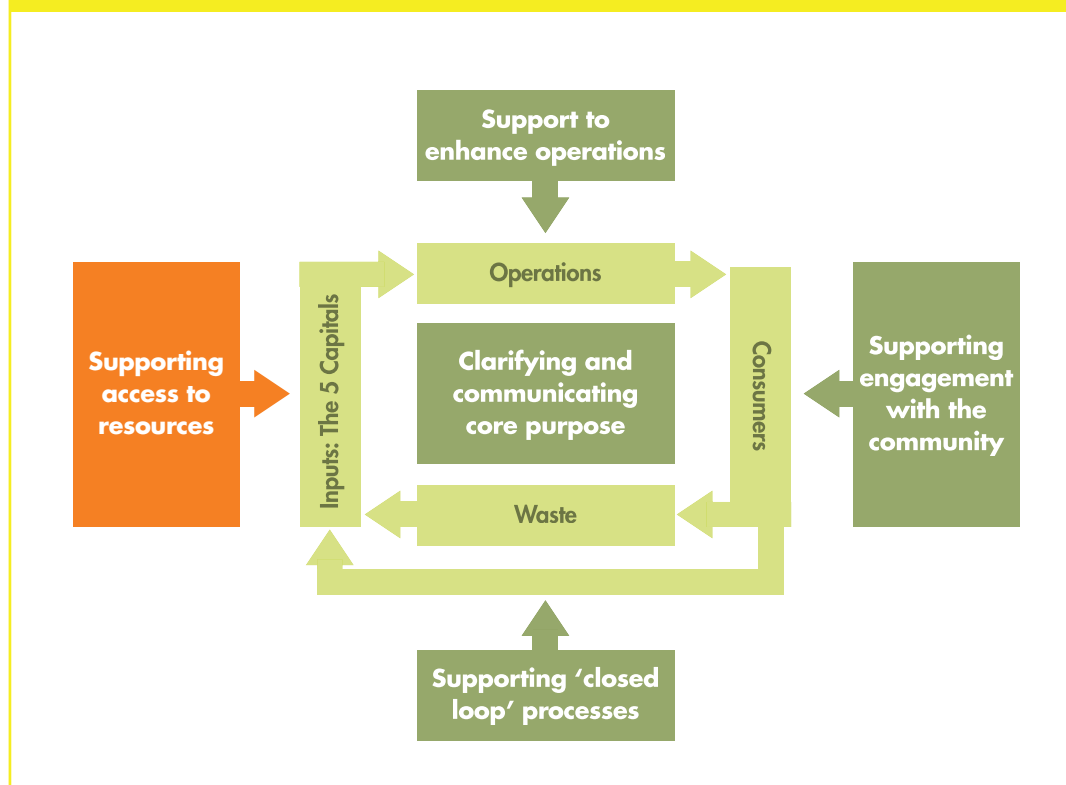 Support to
enhance operations
Operations
Supporting
access to
resources
Inputs: The 5 Capitals
Clarifying and
communicating
core purpose
Consumers
Supporting
engagement
with the
community
Waste
Supporting ‘closed
loop’ processes